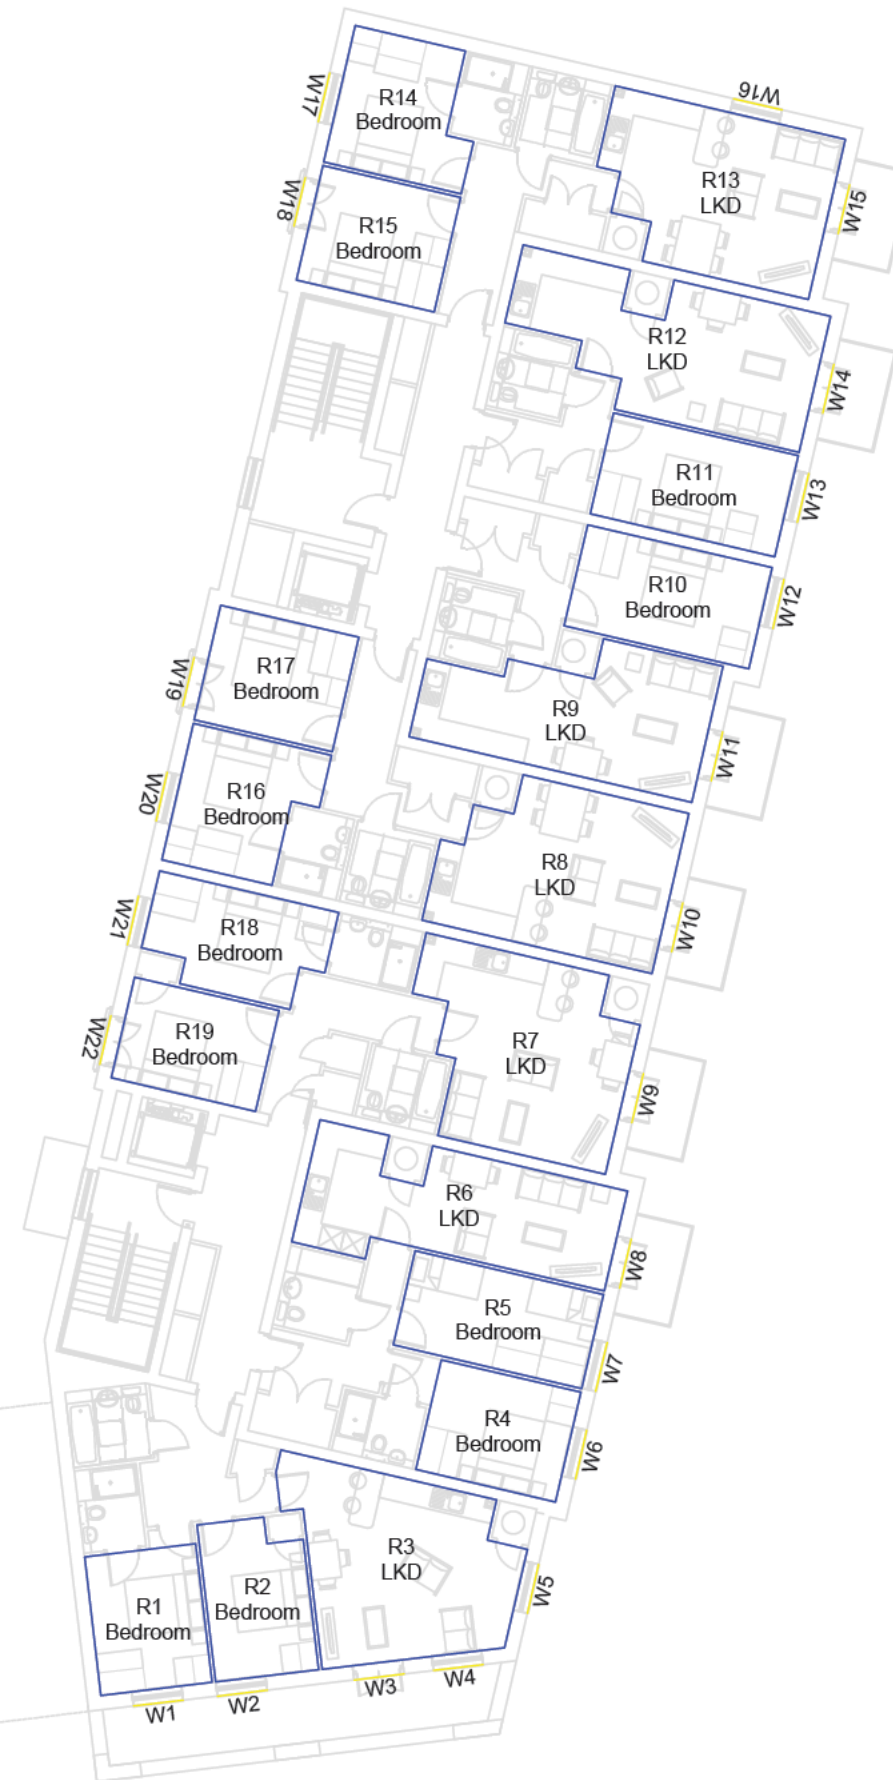 W16
W17
R14
Bedroom
R13
LKD
W15
W18
R15
Bedroom
R12
LKD
W14
R11
Bedroom
W13
R10
Bedroom
W12
R17
Bedroom
W19
R9
LKD
W11
R16
Bedroom
W20
R8
LKD
W10
R18
Bedroom
W21
R7
LKD
R19
Bedroom
W22
W9
R6
LKD
W8
R5
Bedroom
W7
R4
Bedroom
W6
R3
LKD
W5
R2
Bedroom
R1
Bedroom
W4
W3
W2
W1